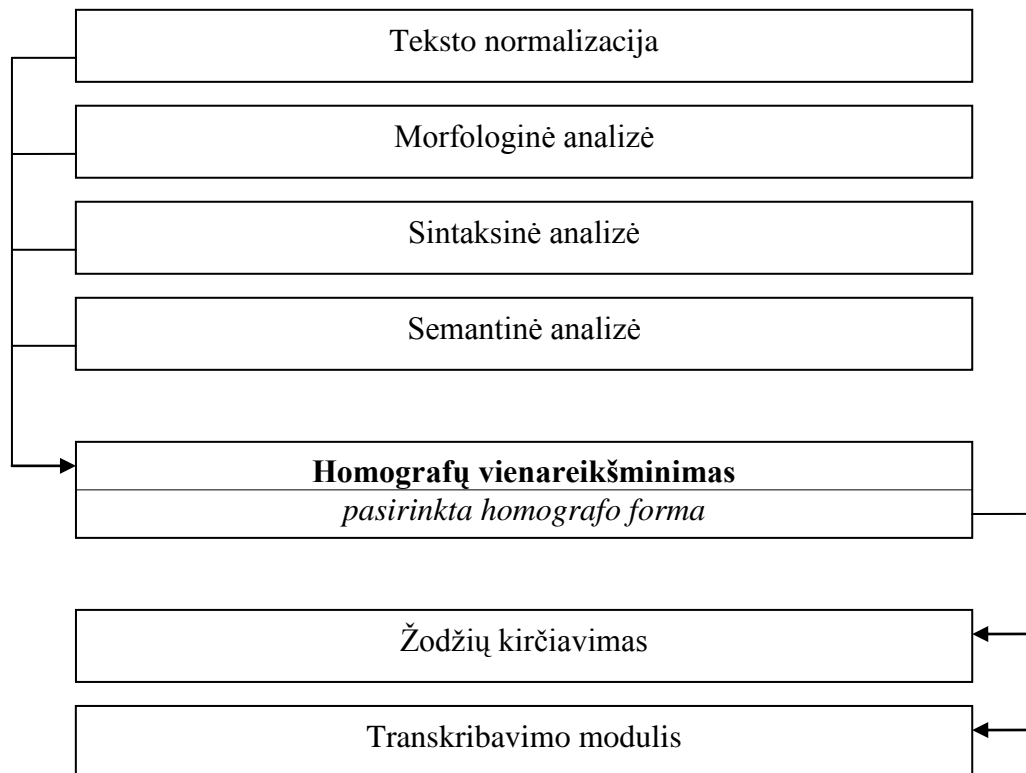 Teksto normalizacija
Morfologinė analizė
Sintaksinė analizė
Semantinė analizė
Homografų vienareikšminimas
pasirinkta homografo forma
Žodžių kirčiavimas
Transkribavimo modulis